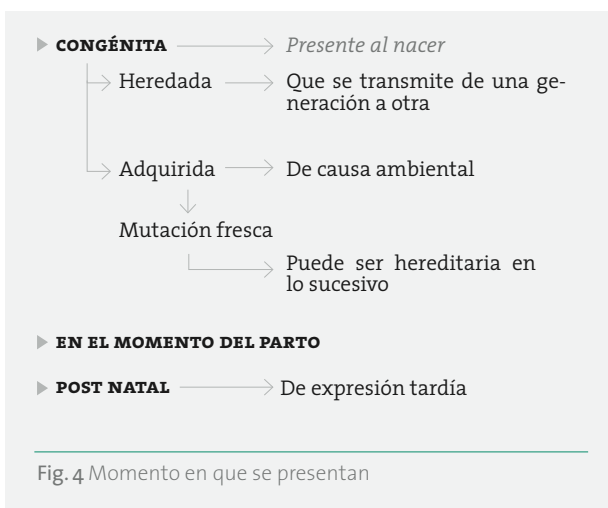 CONGÉNITA Presente al nacer
Heredada Que se transmite de una ge-
neración a otra
Adquirida De causa ambiental
Mutación fresca
Puede ser hereditaria en
lo sucesivo
EN EL MOMENTO DEL PARTO
POST NATAL De expresión tardía
Fig. 4 Momento en que se presentan